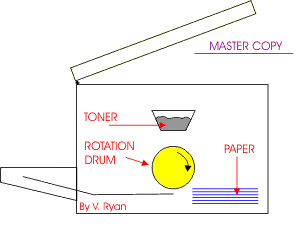 MASTER COPY
TONER
ROTATION
DRUM
PAPER
By V. Ryan